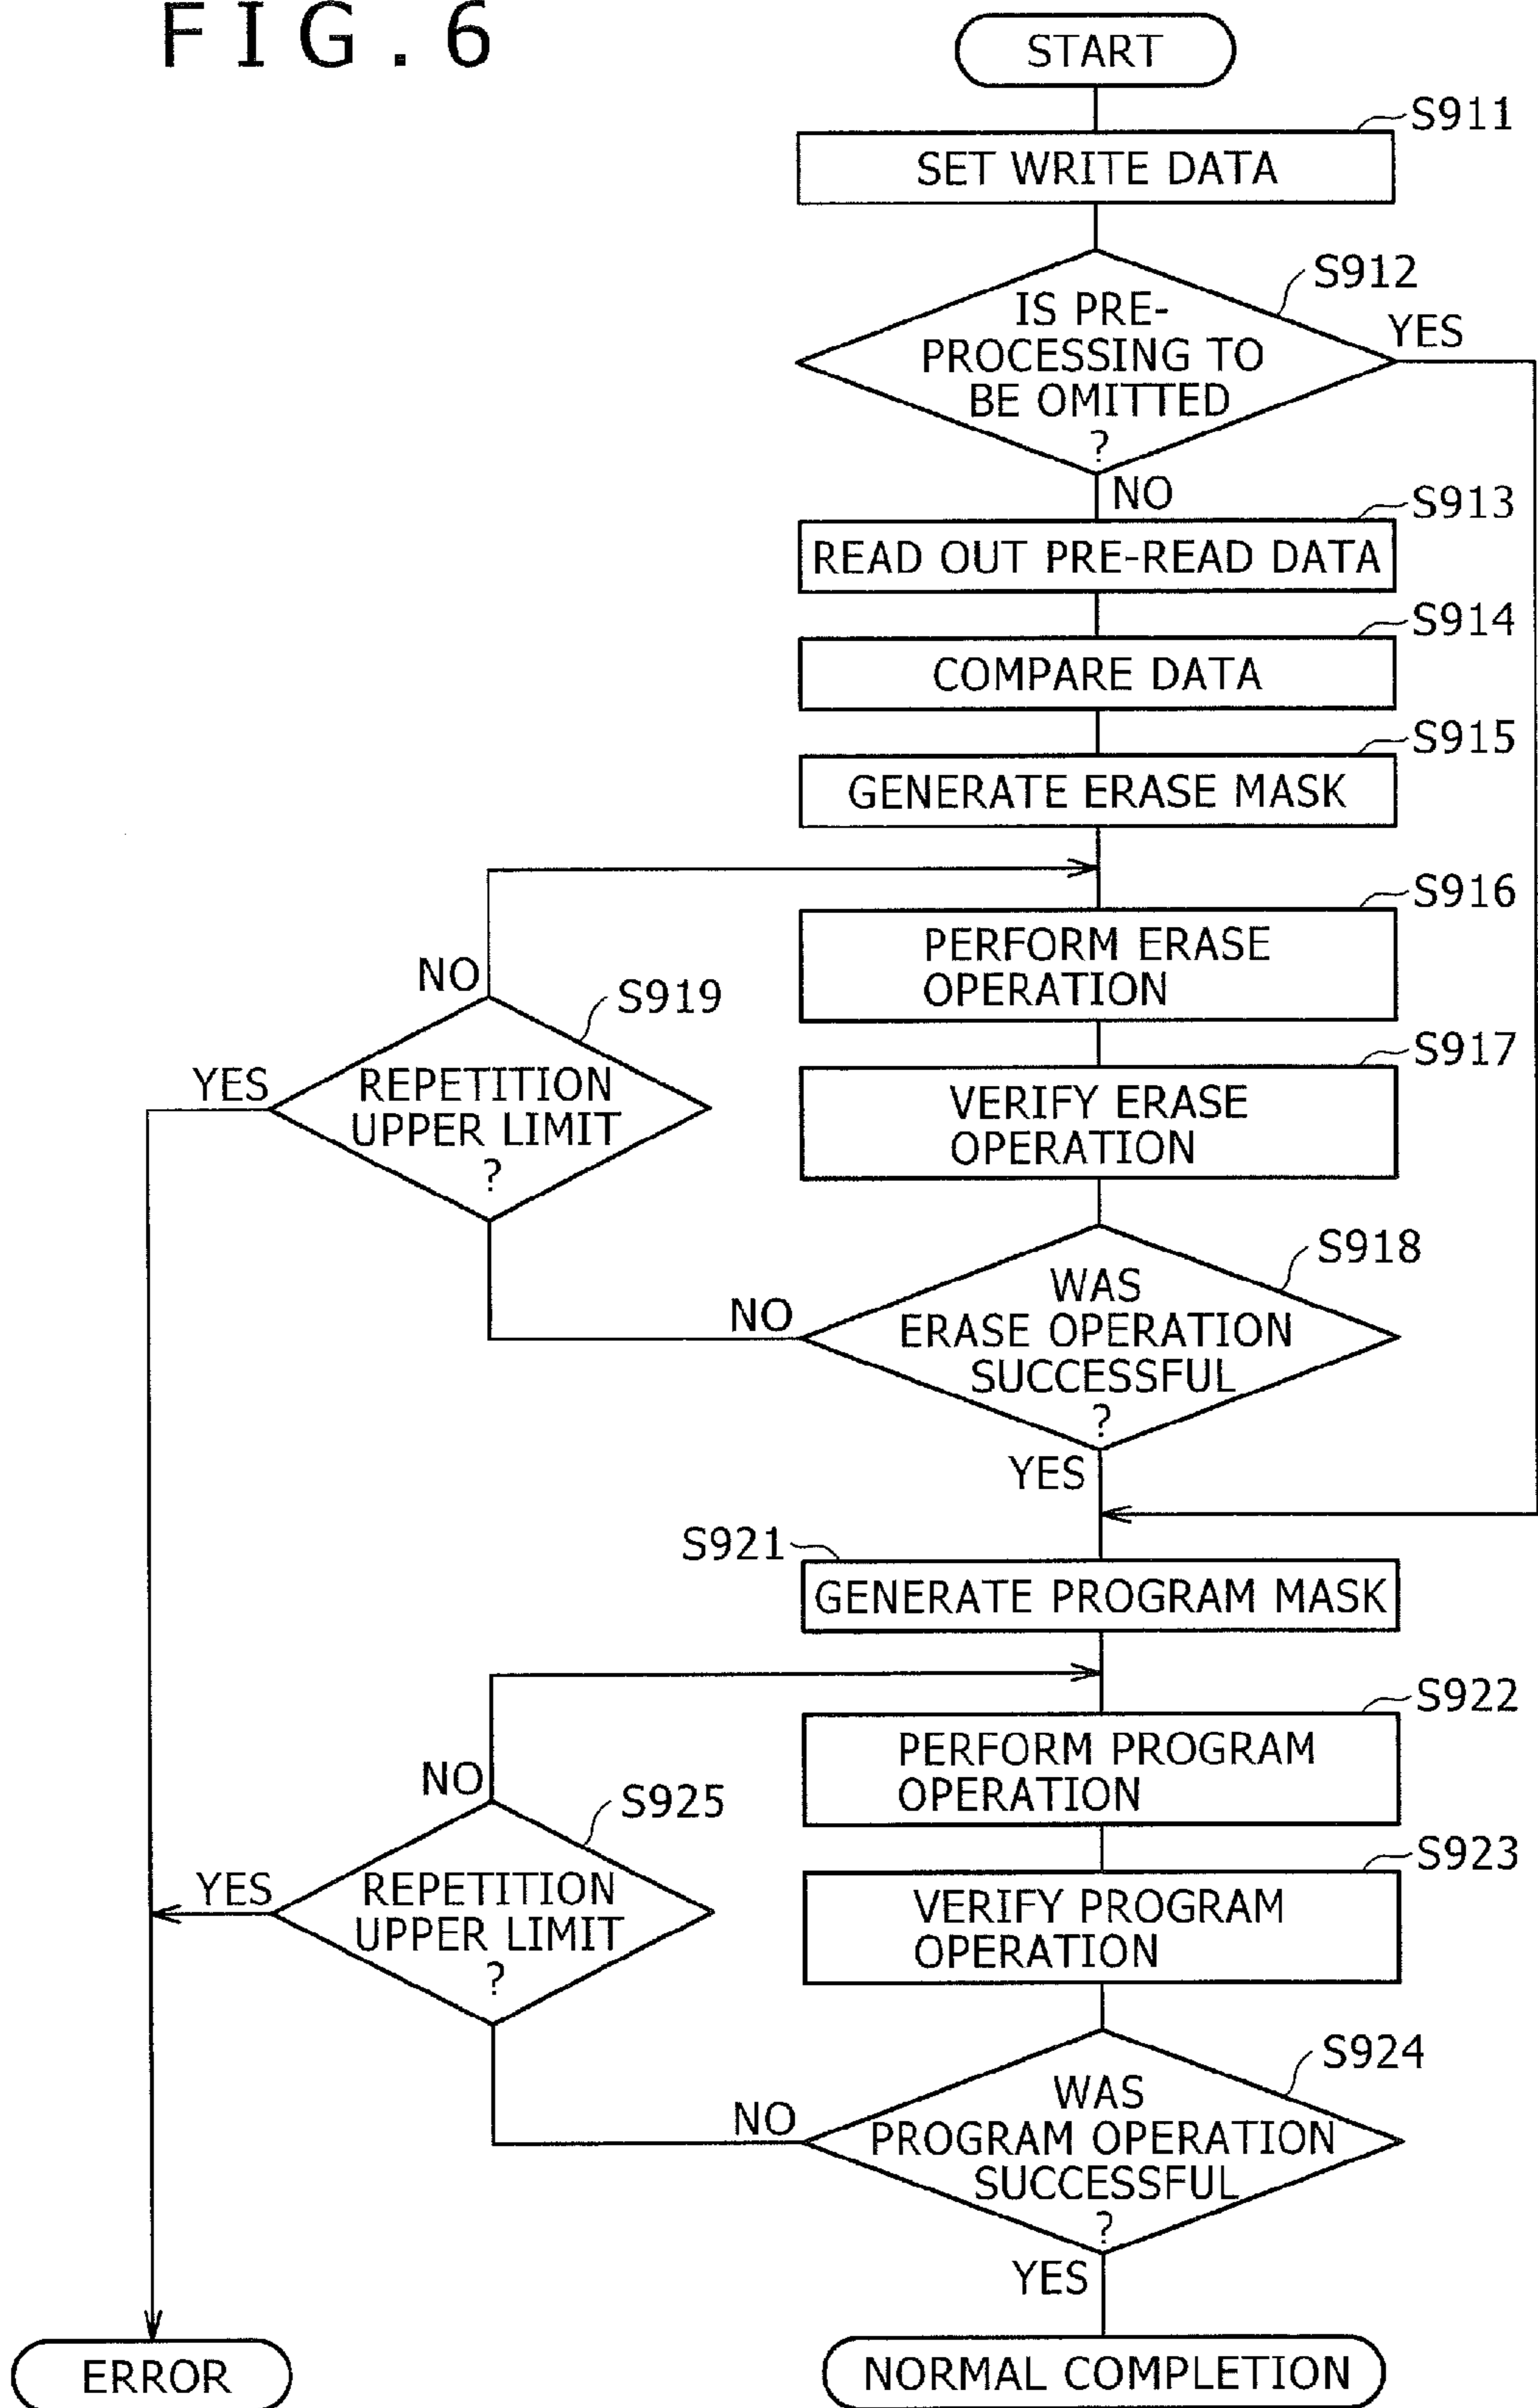 FIG.6
START
S911
SET WRITE DATA
S912
IS PRE-
PROCESSING TO
BE OMITTED
?
YES
NO
S913
READ OUT PRE-READ DATA
S914
COMPARE DATA
S915
GENERATE ERASE MASK
S916
PERFORM ERASE
OPERATION
NO
S919
REPETITION
UPPER LIMIT
?
YES
S917
VERIFY ERASE
OPERATION
S918
WAS
ERASE OPERATION
SUCCESSFUL
?
NO
YES
S921
GENERATE PROGRAM MASK
S922
PERFORM PROGRAM
OPERATION
NO
S925
REPETITION
UPPER LIMIT
?
YES
S923
VERIFY PROGRAM
OPERATION
S924
WAS
PROGRAM OPERATION
SUCCESSFUL
?
NO
YES
ERROR
NORMAL COMPLETION